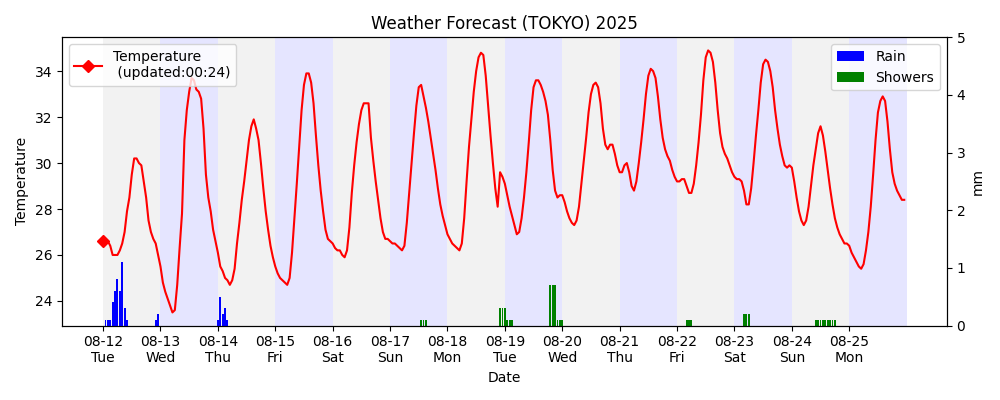 Weather Forecast (TOKYO) 2025
Temperature
(updated:00:24)
Rain
Showers
Temperature
34
32
30
28
26
24
5
4
3
2
1
0
mm
08-12 08-13 08-14 08-15 08-16 08-17 08-18 08-19 08-20 08-21 08-22 08-23 08-24 08-25
Tue Wed Thu Fri Sat Sun Mon Tue Wed Thu Fri Sat Sun Mon
Date